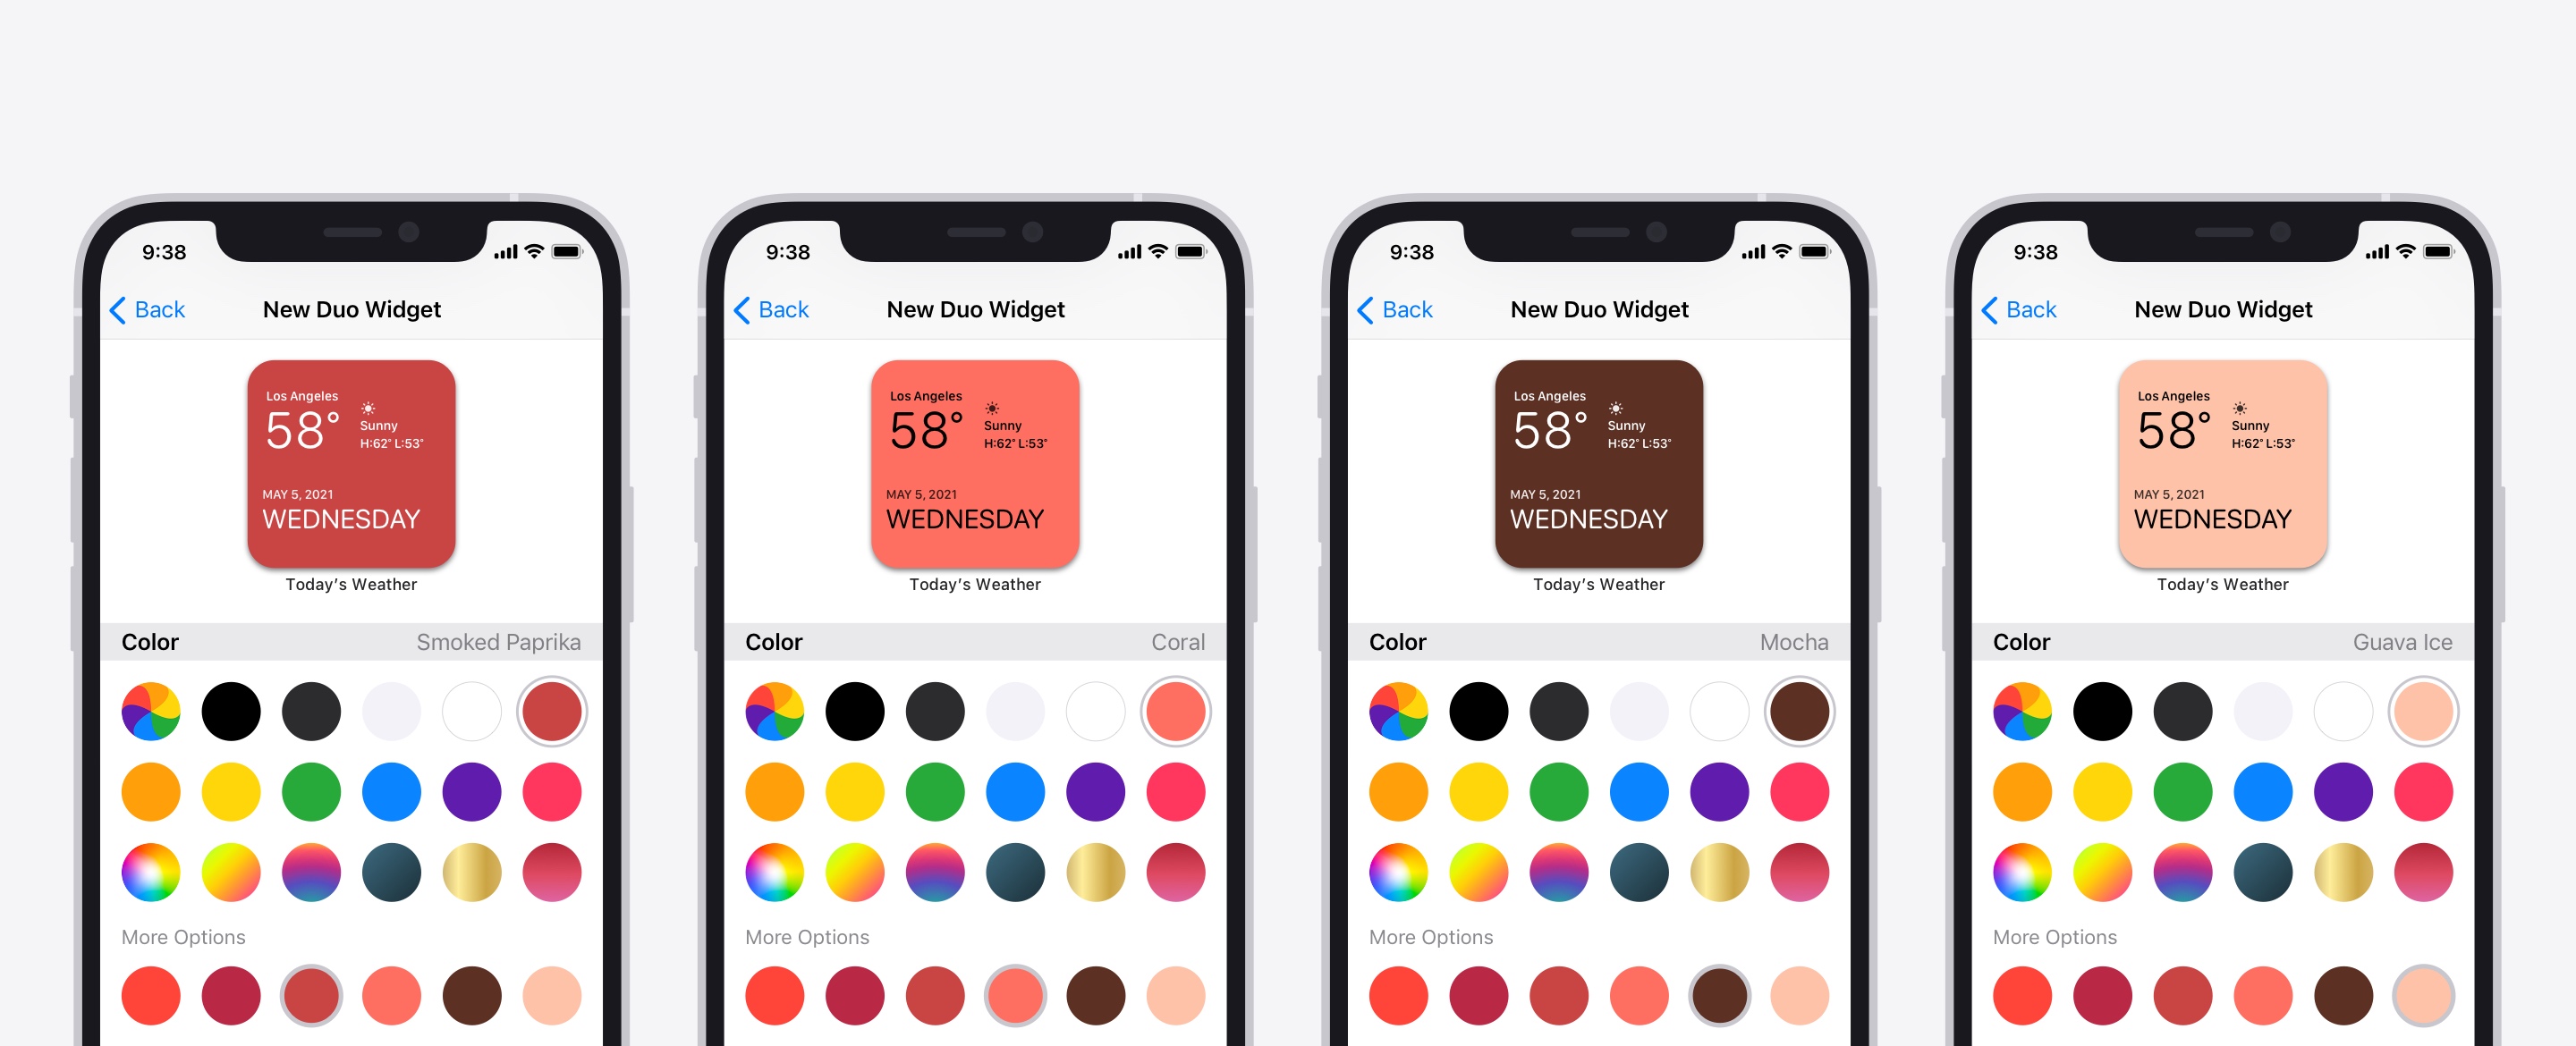 9:38
Back
New Duo Widget
Los Angeles
58°
Sunny
H:62° L:53°
MAY 5, 2021
WEDNESDAY
Today's Weather
Color
Smoked Paprika
More Options
9:38
Back
New Duo Widget
Los Angeles
58°
Sunny
H:62° L:53°
MAY 5, 2021
WEDNESDAY
Today's Weather
Color
Coral
More Options
9:38
Back
New Duo Widget
Los Angeles
58°
Sunny
H:62° L:53°
MAY 5, 2021
WEDNESDAY
Today's Weather
Color
Mocha
More Options
9:38
Back
New Duo Widget
Los Angeles
58°
Sunny
H:62° L:53°
MAY 5, 2021
WEDNESDAY
Today's Weather
Color
Guava Ice
More Options